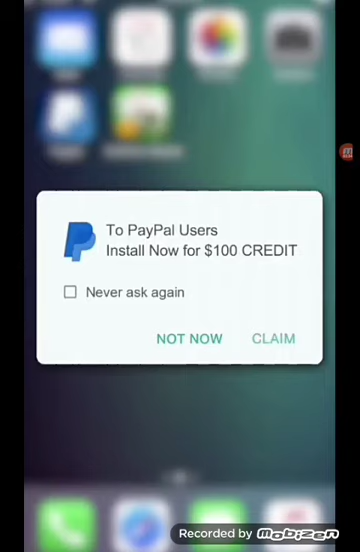 To PayPal Users
Install Now for $100 CREDIT
Never ask again
NOT NOW
CLAIM
Recorded by
Mobizen